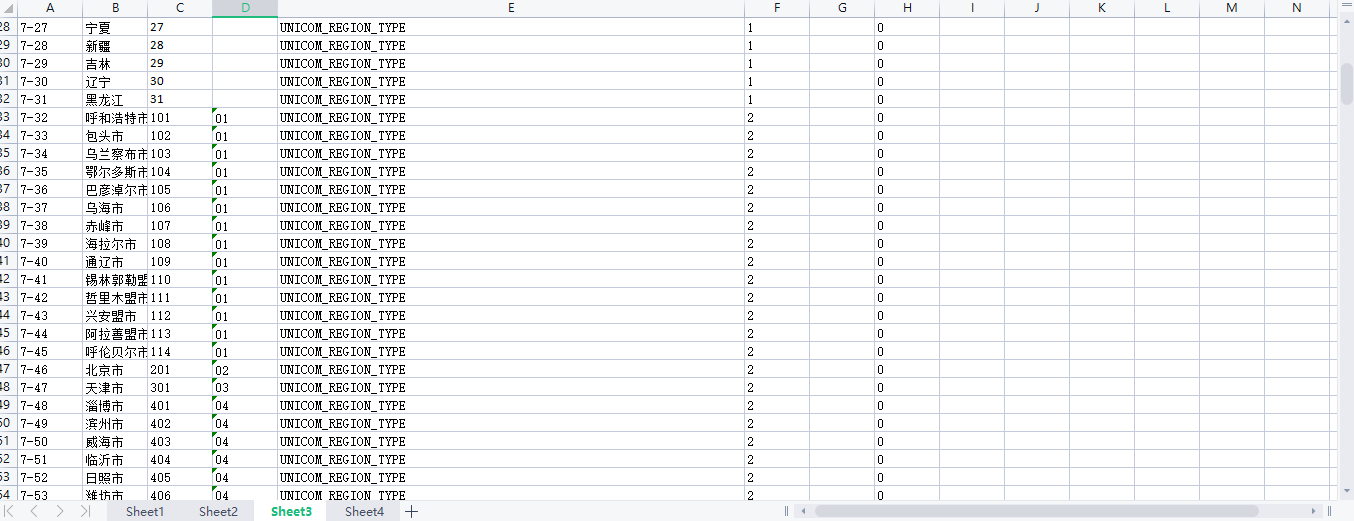 A B C D E F G H I J K L M N
28 7-27 宁夏 27 UNICOM_REGION_TYPE 1 0
29 7-28 新疆 28 UNICOM_REGION_TYPE 1 0
30 7-29 吉林 29 UNICOM_REGION_TYPE 1 0
31 7-30 辽宁 30 UNICOM_REGION_TYPE 1 0
32 7-31 黑龙江 31 UNICOM_REGION_TYPE 1 0
33 7-32 呼和浩特市 101 01 UNICOM_REGION_TYPE 2 0
34 7-33 包头市 102 01 UNICOM_REGION_TYPE 2 0
35 7-34 乌兰察布市 103 01 UNICOM_REGION_TYPE 2 0
36 7-35 鄂尔多斯市 104 01 UNICOM_REGION_TYPE 2 0
37 7-36 巴彦淖尔市 105 01 UNICOM_REGION_TYPE 2 0
38 7-37 乌海市 106 01 UNICOM_REGION_TYPE 2 0
39 7-38 赤峰市 107 01 UNICOM_REGION_TYPE 2 0
40 7-39 海拉尔市 108 01 UNICOM_REGION_TYPE 2 0
41 7-40 通辽市 109 01 UNICOM_REGION_TYPE 2 0
42 7-41 锡林郭勒盟 110 01 UNICOM_REGION_TYPE 2 0
43 7-42 哲里木盟市 111 01 UNICOM_REGION_TYPE 2 0
44 7-43 兴安盟市 112 01 UNICOM_REGION_TYPE 2 0
45 7-44 阿拉善盟市 113 01 UNICOM_REGION_TYPE 2 0
46 7-45 呼伦贝尔市 114 01 UNICOM_REGION_TYPE 2 0
47 7-46 北京市 201 02 UNICOM_REGION_TYPE 2 0
48 7-47 天津市 301 03 UNICOM_REGION_TYPE 2 0
49 7-48 淄博市 401 04 UNICOM_REGION_TYPE 2 0
50 7-49 滨州市 402 04 UNICOM_REGION_TYPE 2 0
51 7-50 威海市 403 04 UNICOM_REGION_TYPE 2 0
52 7-51 临沂市 404 04 UNICOM_REGION_TYPE 2 0
53 7-52 日照市 405 04 UNICOM_REGION_TYPE 2 0
54 7-53 潍坊市 406 04 UNICOM_REGION_TYPE 2 0
Sheet1 Sheet2 Sheet3 Sheet4